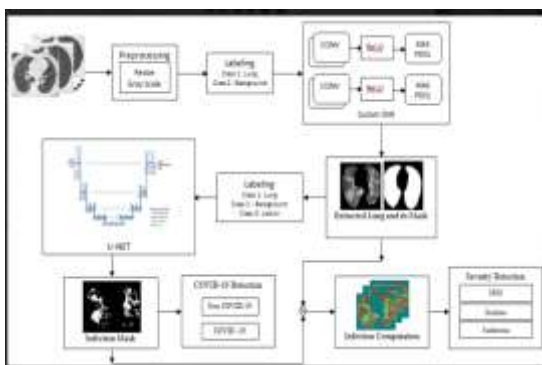 Preprocessing
Resize
Gray Scale
Labeling
Class 1: Lung
Class 2: Background
CONV
ReLU
MAX
POOL
CONV
ReLU
MAX
POOL
Custom CNN
U-NET
Labeling
Class 1: Lung
Class 2: Background
Class 3: Lesion
Extracted Lung and its Mask
Infection Mask
COVID-19 Detection
Non COVID-19
COVID-19
Infection Computation
Severity Detection